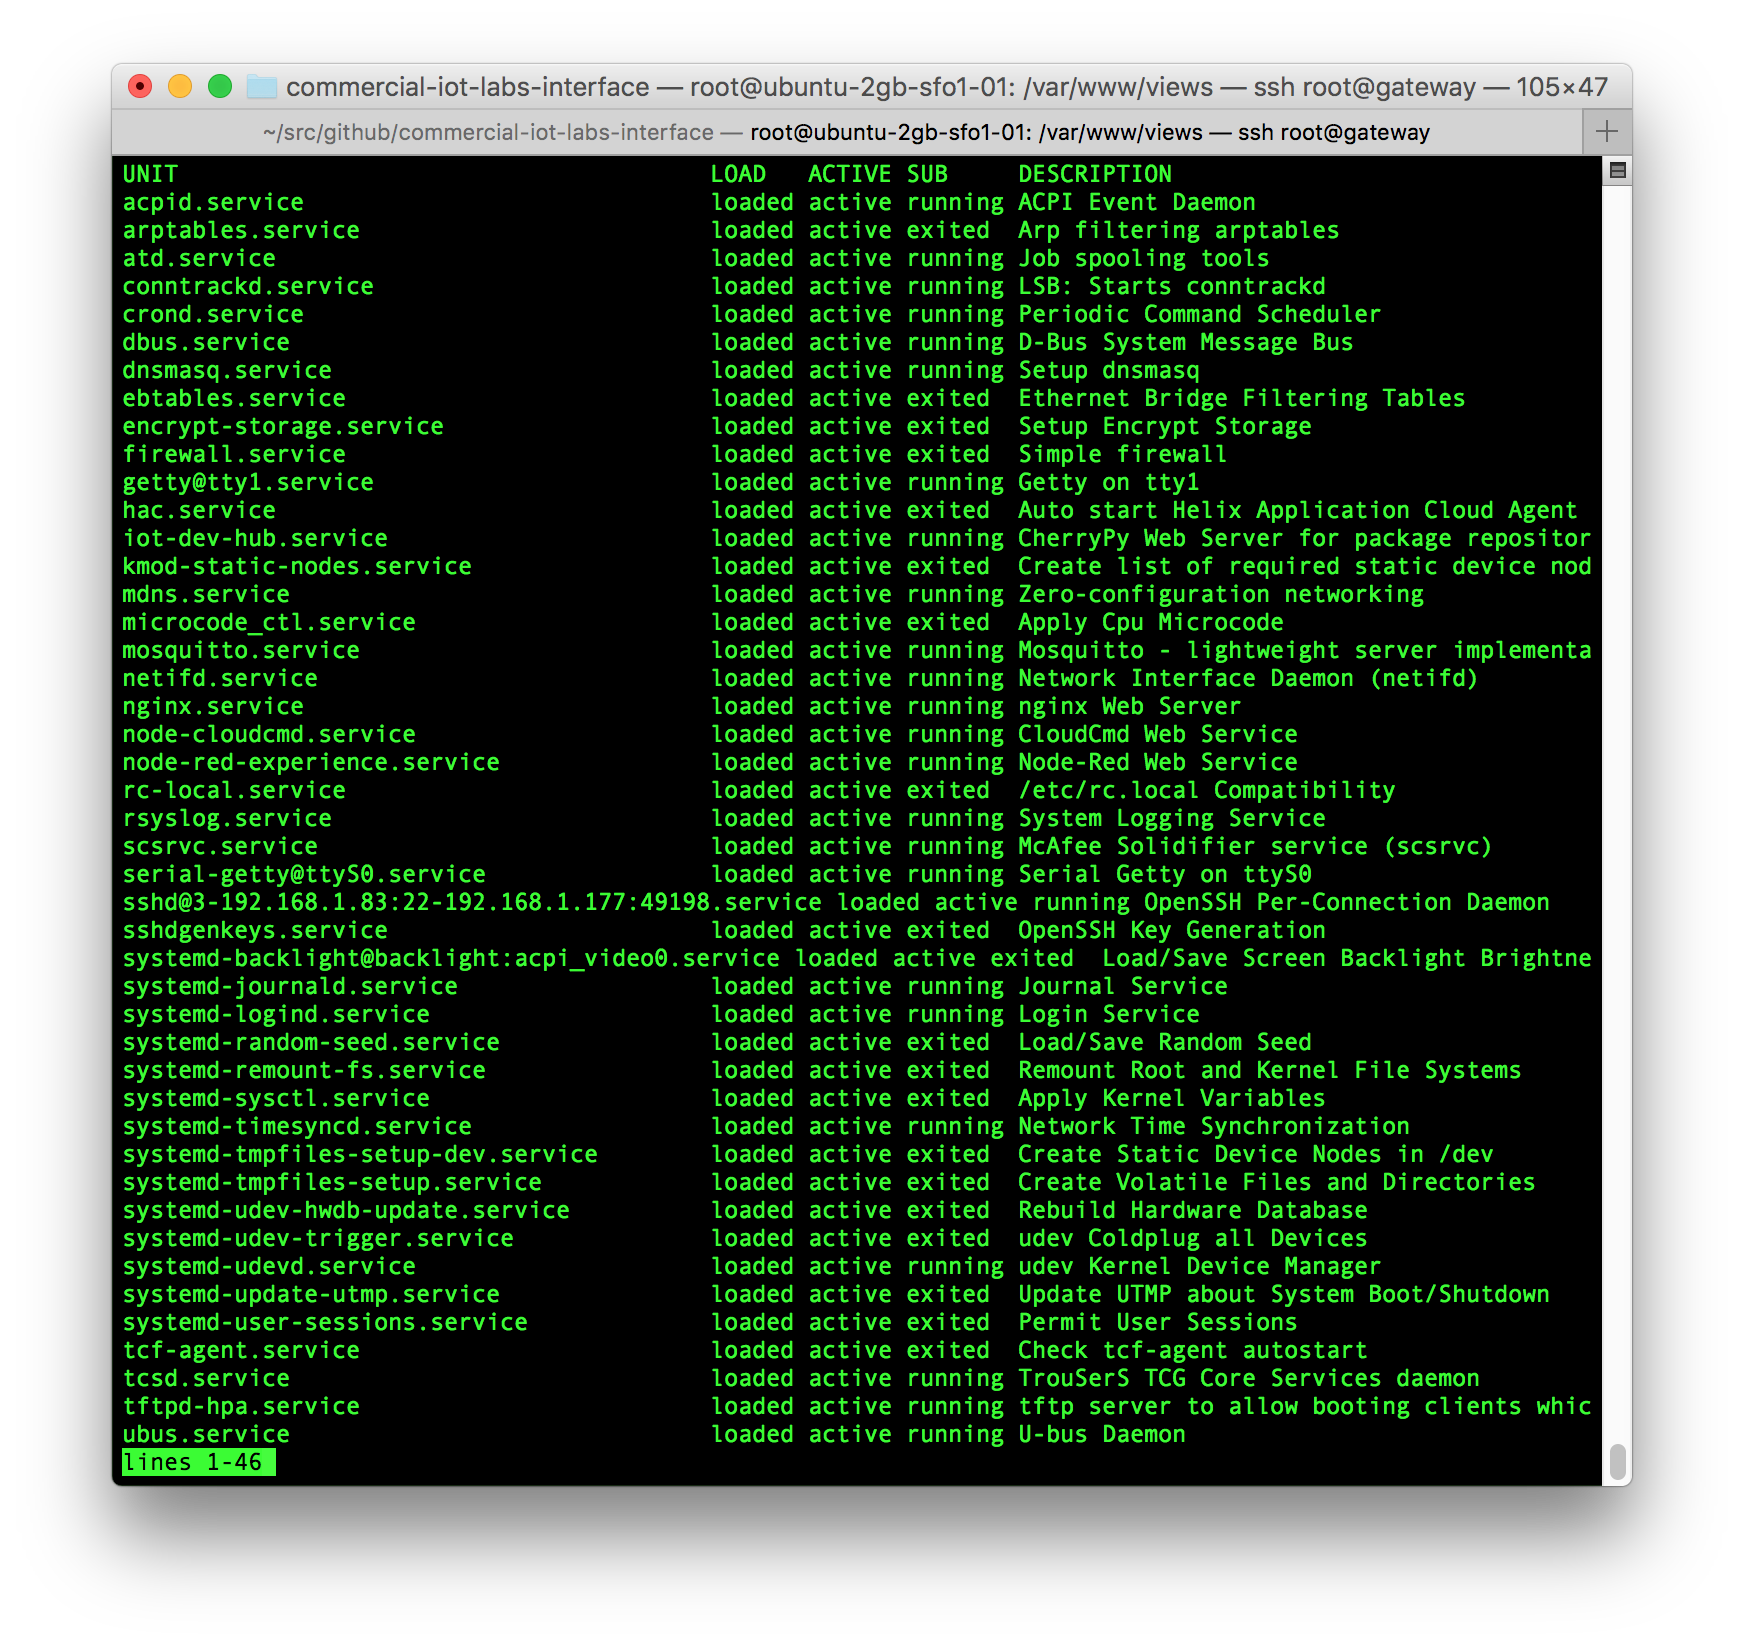 commercial-iot-labs-interface — root@ubuntu-2gb-sfo1-01: /var/www/views — ssh root@gateway — 105×47
~/src/github/commercial-iot-labs-interface — root@ubuntu-2gb-sfo1-01: /var/www/views — ssh root@gateway +
UNIT LOAD ACTIVE SUB DESCRIPTION
acpid.service loaded active running ACPI Event Daemon
arptables.service loaded active exited Arp filtering arptables
atd.service loaded active running Job spooling tools
conntrackd.service loaded active running LSB: Starts conntrackd
crond.service loaded active running Periodic Command Scheduler
dbus.service loaded active running D-Bus System Message Bus
dnsmasq.service loaded active running Setup dnsmasq
ebtables.service loaded active exited Ethernet Bridge Filtering Tables
encrypt-storage.service loaded active exited Setup Encrypt Storage
firewall.service loaded active exited Simple firewall
getty@tty1.service loaded active running Getty on tty1
hac.service loaded active exited Auto start Helix Application Cloud Agent
iot-dev-hub.service loaded active running CherryPy Web Server for package repositor
kmod-static-nodes.service loaded active exited Create list of required static device nod
mdns.service loaded active running Zero-configuration networking
microcode_ctl.service loaded active exited Apply Cpu Microcode
mosquitto.service loaded active running Mosquitto - lightweight server implementa
netifd.service loaded active running Network Interface Daemon (netifd)
nginx.service loaded active running nginx Web Server
node-cloudcmd.service loaded active running CloudCmd Web Service
node-red-experience.service loaded active running Node-Red Web Service
rc-local.service loaded active exited /etc/rc.local Compatibility
rsyslog.service loaded active running System Logging Service
scsrvc.service loaded active running McAfee Solidifier service (scsrvc)
serial-getty@ttyS0.service loaded active running Serial Getty on ttyS0
sshd@3-192.168.1.83:22-192.168.1.177:49198.service loaded active running OpenSSH Per-Connection Daemon
sshdgenkeys.service loaded active exited OpenSSH Key Generation
systemd-backlight@backlight:acpi_video0.service loaded active exited Load/Save Screen Backlight Brightne
systemd-journald.service loaded active running Journal Service
systemd-logind.service loaded active running Login Service
systemd-random-seed.service loaded active exited Load/Save Random Seed
systemd-remount-fs.service loaded active exited Remount Root and Kernel File Systems
systemd-sysctl.service loaded active exited Apply Kernel Variables
systemd-timesyncd.service loaded active running Network Time Synchronization
systemd-tmpfiles-setup-dev.service loaded active exited Create Static Device Nodes in /dev
systemd-tmpfiles-setup.service loaded active exited Create Volatile Files and Directories
systemd-udev-hwdb-update.service loaded active exited Rebuild Hardware Database
systemd-udev-trigger.service loaded active exited udev Coldplug all Devices
systemd-udevd.service loaded active running udev Kernel Device Manager
systemd-update-utmp.service loaded active exited Update UTMP about System Boot/Shutdown
systemd-user-sessions.service loaded active exited Permit User Sessions
tcf-agent.service loaded active exited Check tcf-agent autostart
tcsd.service loaded active running TrouSerS TCG Core Services daemon
tftpd-hpa.service loaded active running tftp server to allow booting clients whic
ubus.service loaded active running U-bus Daemon
lines 1-46